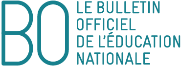 BO
LE BULLETIN
OFFICIEL
DE L'ÉDUCATION
NATIONALE